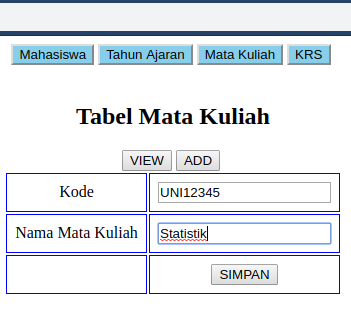 Mahasiswa Tahun Ajaran Mata Kuliah KRS
Tabel Mata Kuliah
VIEW ADD
Kode UNI12345
Nama Mata Kuliah Statistik
SIMPAN